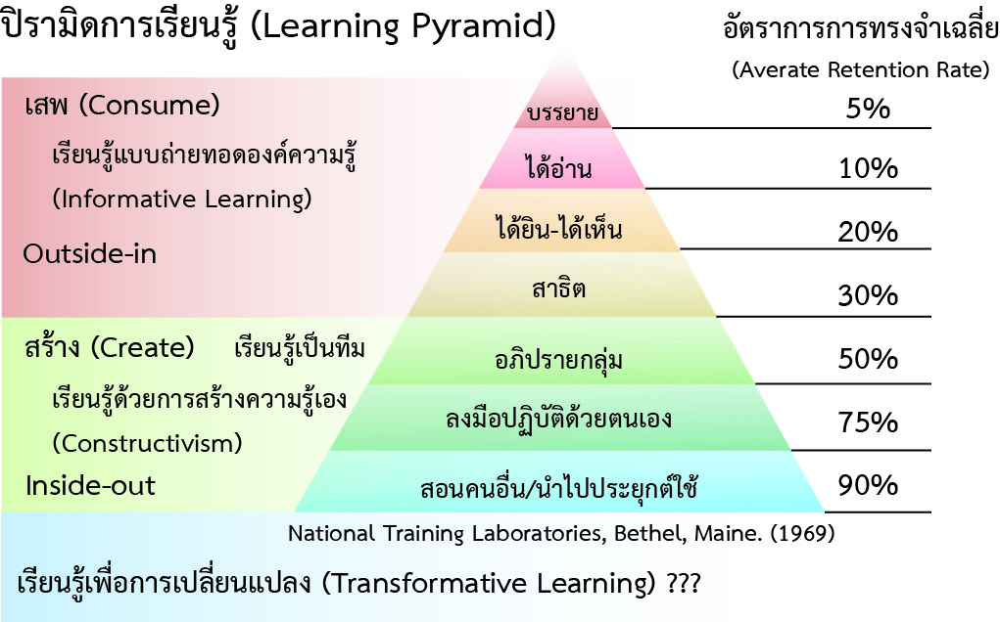 ปิรามิดการเรียนรู้ (Learning Pyramid)
อัตราการการทรงจำเฉลี่ย
(Averate Retention Rate)
เสพ (Consume)
บรรยาย
5%
เรียนรู้แบบถ่ายทอดองค์ความรู้
ได้อ่าน
10%
(Informative Learning)
ได้ยิน-ได้เห็น
20%
Outside-in
สาธิต
30%
สร้าง (Create)
เรียนรู้เป็นทีม
อภิปรายกลุ่ม
50%
เรียนรู้ด้วยการสร้างความรู้เอง
ลงมือปฏิบัติด้วยตนเอง
75%
(Constructivism)
Inside-out
สอนคนอื่น/นำไปประยุกต์ใช้
90%
National Training Laboratories, Bethel, Maine. (1969)
เรียนรู้เพื่อการเปลี่ยนแปลง (Transformative Learning) ???